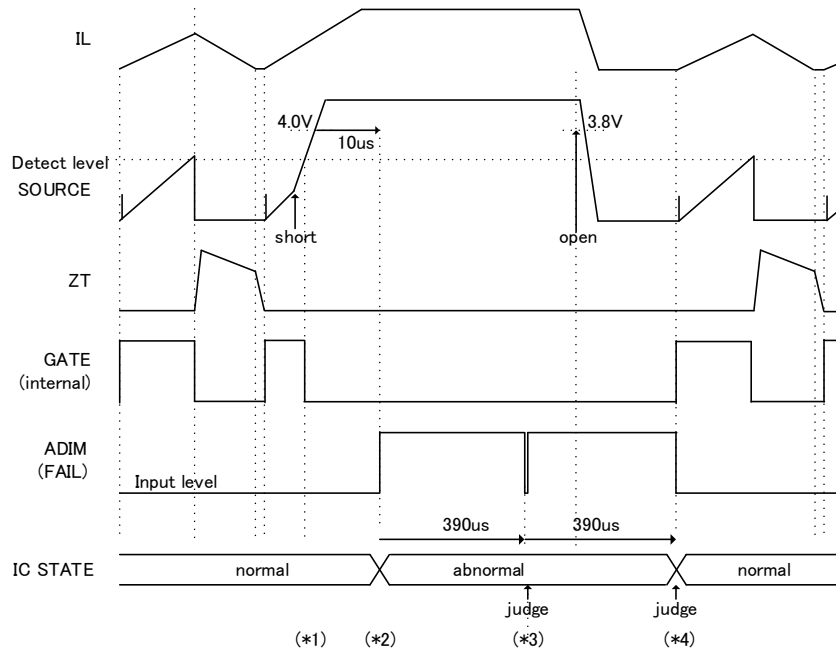 IL
4.0V
3.8V
10us
Detect level
SOURCE
short
open
ZT
GATE
(internal)
ADIM
(FAIL)
Input level
390us
390us
IC STATE
normal
abnormal
normal
judge
judge
(*1)
(*2)
(*3)
(*4)